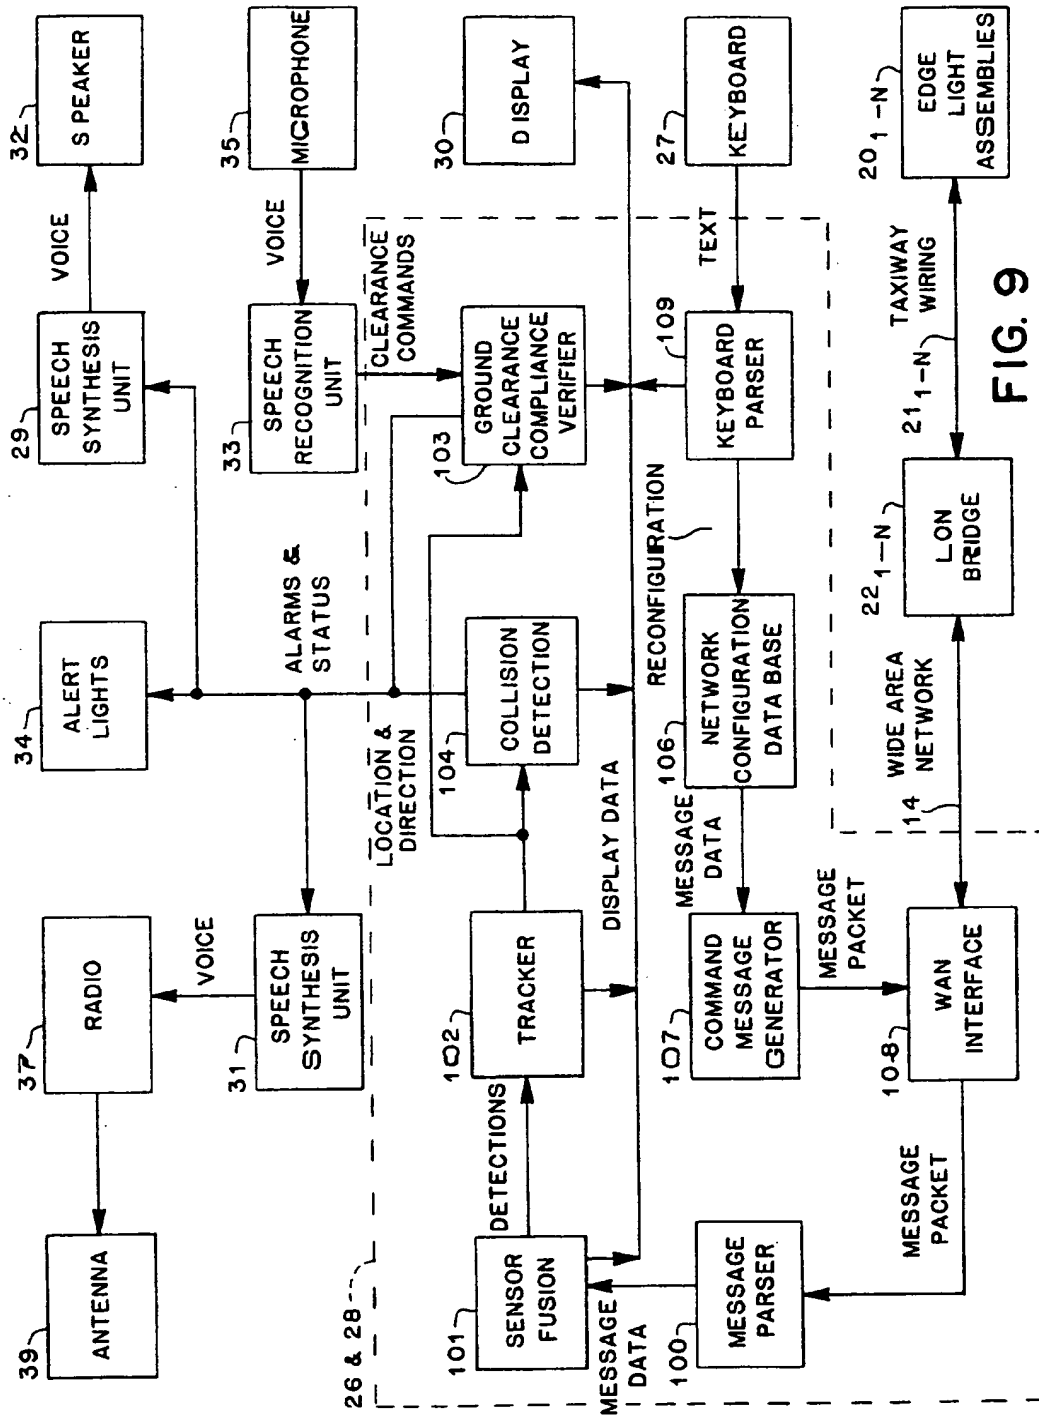 39
ANTENNA
37
RADIO
VOICE
31
SPEECH
SYNTHESIS
UNIT
34
ALERT
LIGHTS
ALARMS &
STATUS
29
SPEECH
SYNTHESIS
UNIT
VOICE
32
SPEAKER
33
SPEECH
RECOGNITION
UNIT
VOICE
35
MICROPHONE
CLEARANCE
COMMANDS
26 & 28
LOCATION &
DIRECTION
101
SENSOR
FUSION
DETECTIONS
102
TRACKER
104
COLLISION
DETECTION
103
GROUND
CLEARANCE
COMPLIANCE
VERIFIER
30
DISPLAY
DISPLAY DATA
MESSAGE
DATA
100
MESSAGE
PARSER
107
COMMAND
MESSAGE
GENERATOR
MESSAGE
DATA
106
NETWORK
CONFIGURATION
DATA BASE
RECONFIGURATION
109
KEYBOARD
PARSER
TEXT
27
KEYBOARD
MESSAGE
PACKET
MESSAGE
PACKET
108
WAN
INTERFACE
14
WIDE AREA
NETWORK
22 1-N
LON
BRIDGE
21 1-N
TAXIWAY
WIRING
20 1-N
EDGE
LIGHT
ASSEMBLIES
FIG. 9